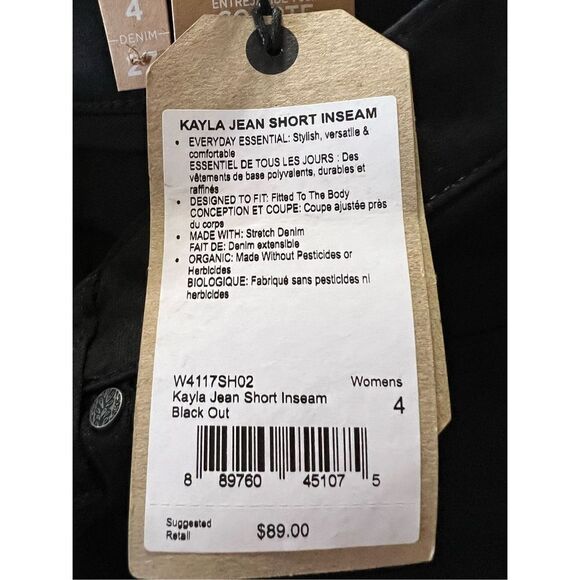 4
DENIM
ENTREJAMBE
KAYLA JEAN SHORT INSEAM
• EVERYDAY ESSENTIAL: Stylish, versatile &
comfortable
ESSENTIEL DE TOUS LES JOURS : Des
vêtements de base polyvalents, durables et
raffinés
• DESIGNED TO FIT: Fitted To The Body
CONCEPTION ET COUPE: Coupe ajustée près
du corps
• MADE WITH: Stretch Denim
FAIT DE: Denim extensible
• ORGANIC: Made Without Pesticides or
Herbicides
BIOLOGIQUE: Fabriqué sans pesticides ni
herbicides
W4117SH02
Womens
Kayla Jean Short Inseam
4
Black Out
8 89760 45107 5
Suggested
Retail
$89.00